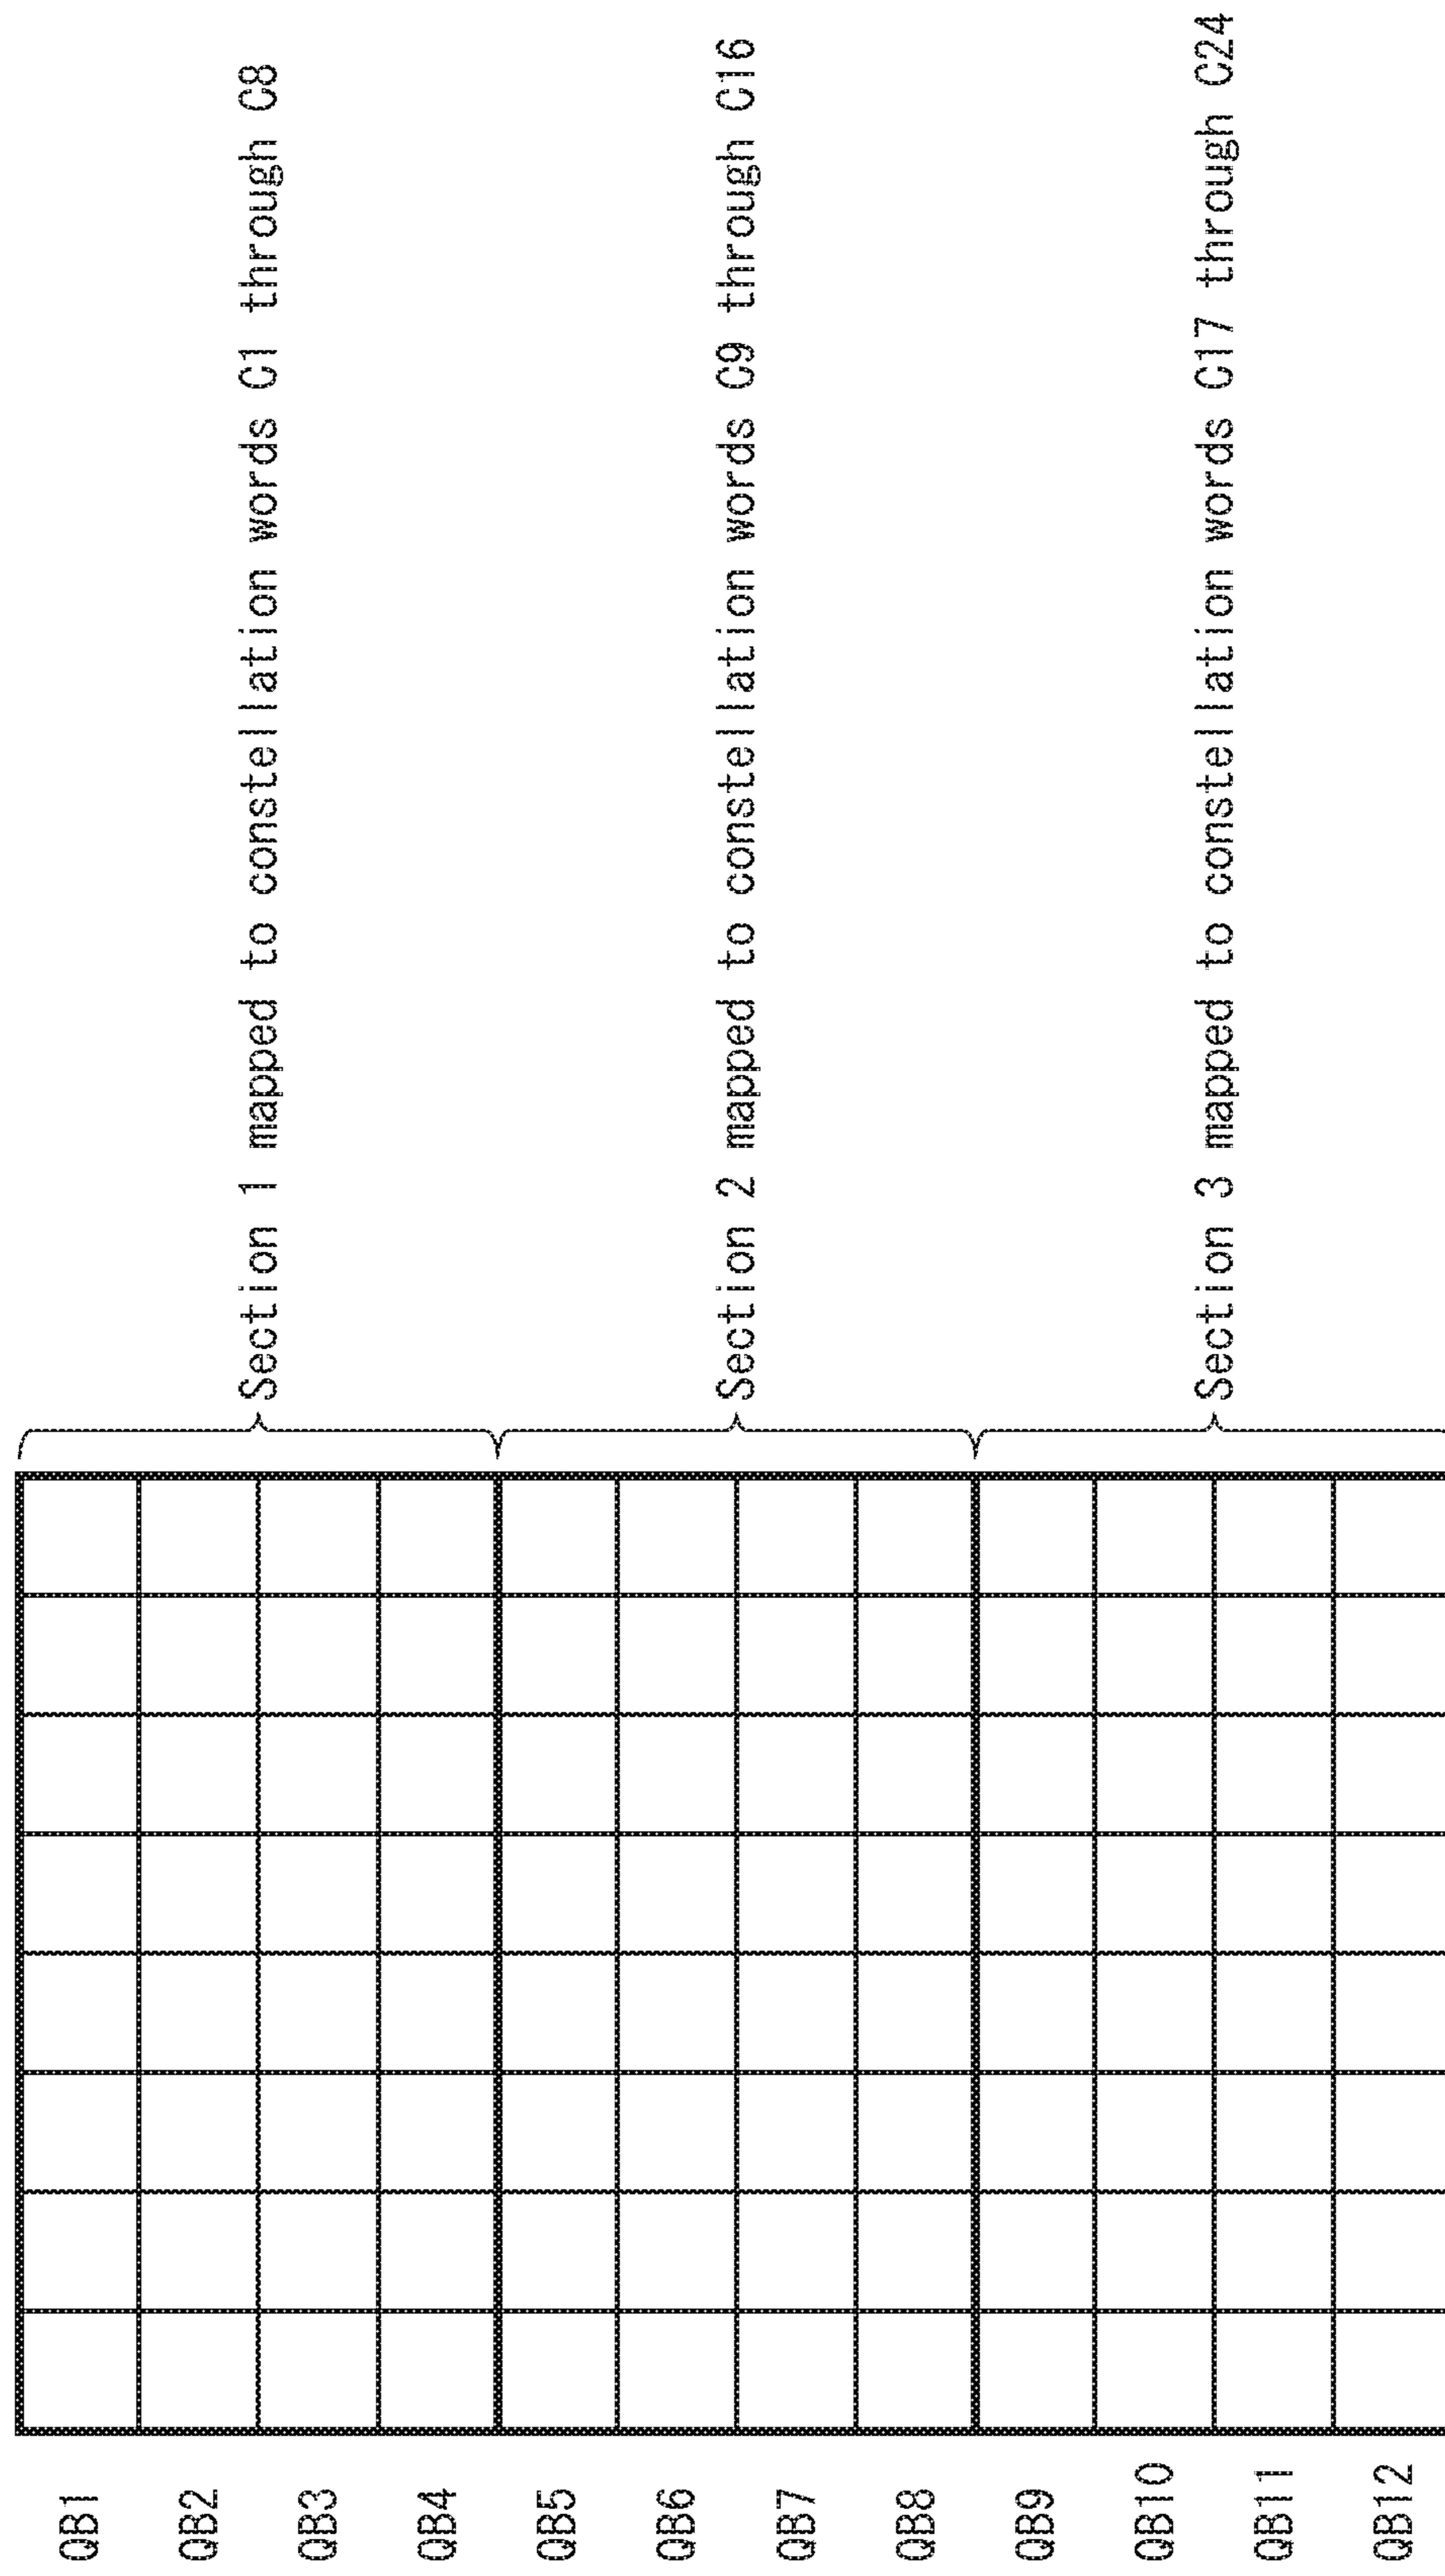 QB1
QB2
QB3
QB4
QB5
QB6
QB7
QB8
QB9
QB10
QB11
QB12
Section 1 mapped to constellation words C1 through C8
Section 2 mapped to constellation words C9 through C16
Section 3 mapped to constellation words C17 through C24